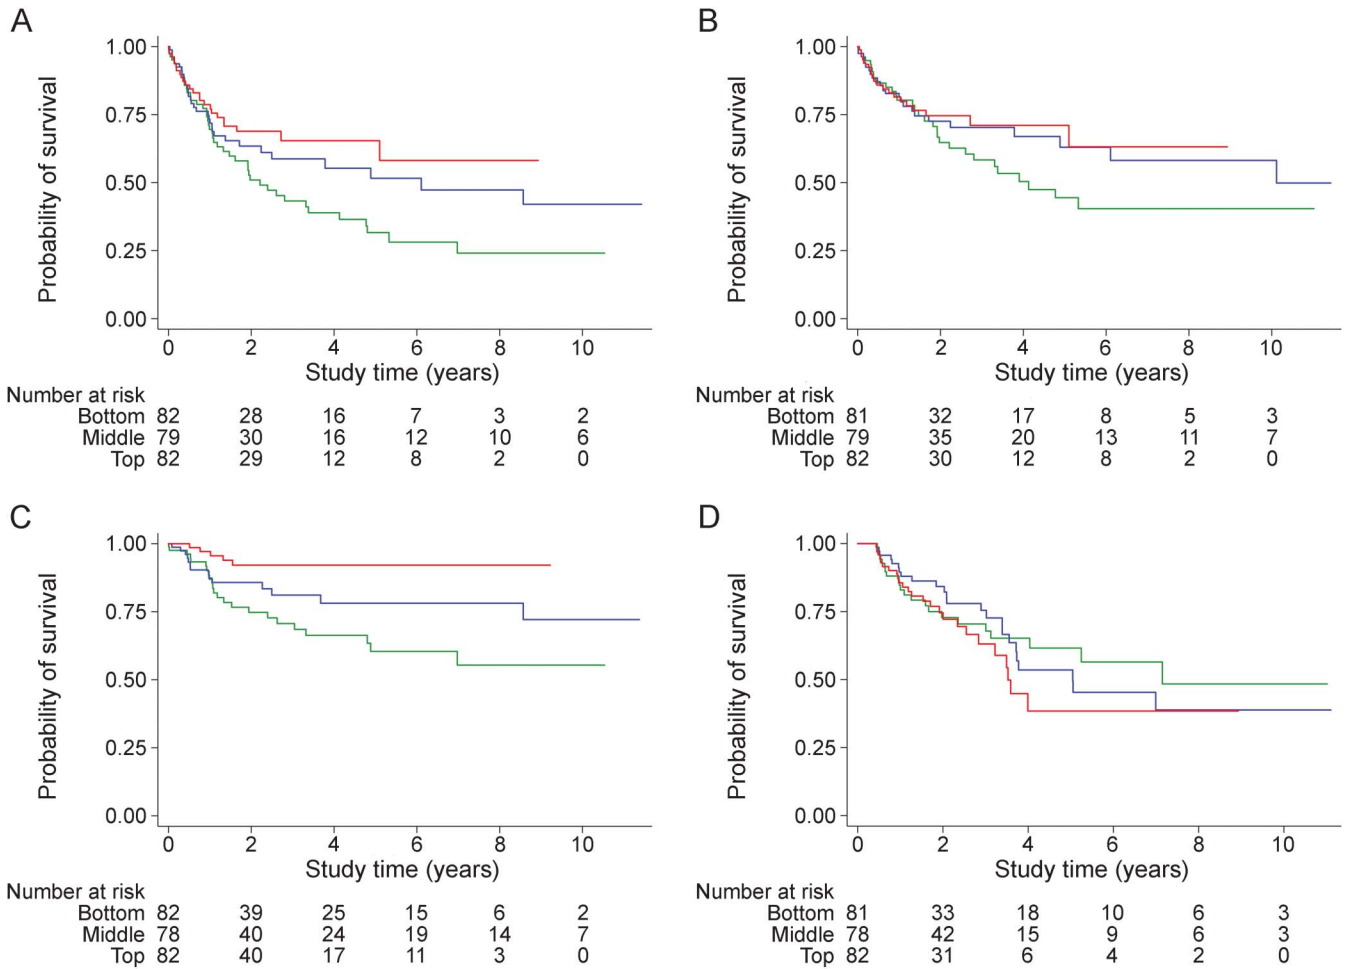 A
1.00
0.75
0.50
0.25
0.00
Probability of survival
0 2 4 6 8 10
Study time (years)
Number at risk
Bottom 82 28 16 7 3 2
Middle 79 30 16 12 10 6
Top 82 29 12 8 2 0
B
1.00
0.75
0.50
0.25
0.00
Probability of survival
0 2 4 6 8 10
Study time (years)
Number at risk
Bottom 81 32 17 8 5 3
Middle 79 35 20 13 11 7
Top 82 30 12 8 2 0
C
1.00
0.75
0.50
0.25
0.00
Probability of survival
0 2 4 6 8 10
Study time (years)
Number at risk
Bottom 82 39 25 15 6 2
Middle 78 40 24 19 14 7
Top 82 40 17 11 3 0
D
1.00
0.75
0.50
0.25
0.00
Probability of survival
0 2 4 6 8 10
Study time (years)
Number at risk
Bottom 81 33 18 10 6 3
Middle 78 42 15 9 6 3
Top 82 31 6 4 2 0